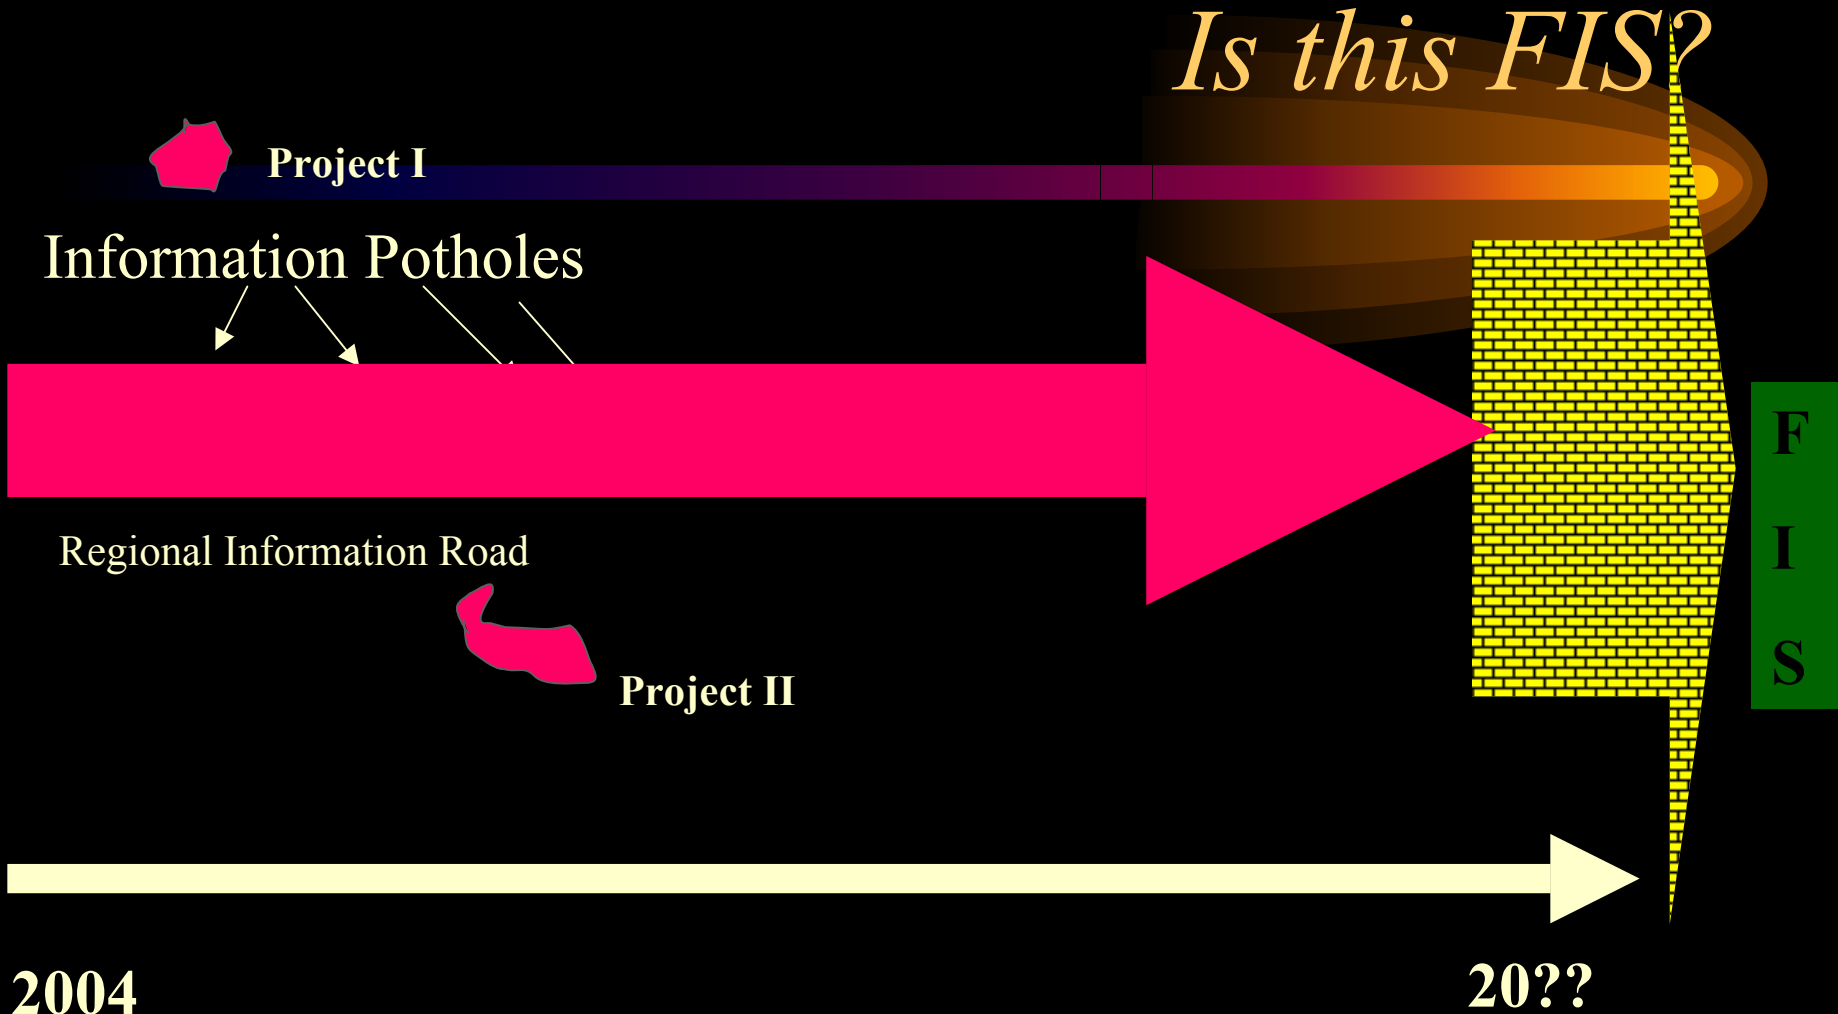 Is this FIS?
Project I
Information Potholes
Regional Information Road
Project II
F
I
S
2004
20??